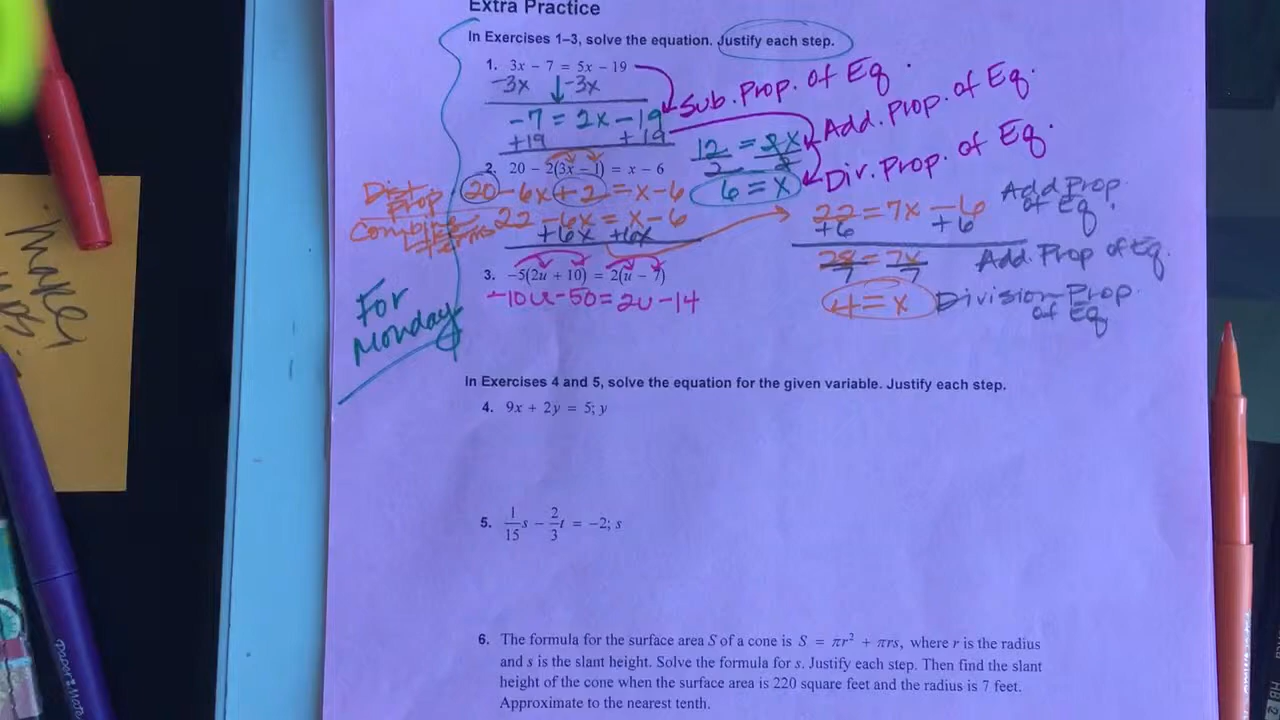 Extra Practice
In Exercises 1–3, solve the equation. Justify each step.
1. 3x − 7 = 5x − 19
−3x −3x
Sub. Prop. of Eq.
−7 = 2x − 19
+19 + 19
Add. Prop. of Eq.
12 = 2x
2 2
Div. Prop. of Eq.
6 = x
2. 20 − 2(3x − 1) = x − 6
Dist Prop
20 − 6x + 2 = x − 6
Combine Like Terms
22 − 6x = x − 6
+6x +6x
22 = 7x − 6
+6 +6
Add Prop of Eq.
28 = 7x
7 7
Add. Prop of Eq.
4 = x
Division Prop of Eq
3. −5(2u + 10) = 2(u − 7)
−10u − 50 = 2u − 14
For
Monday
In Exercises 4 and 5, solve the equation for the given variable. Justify each step.
4. 9x + 2y = 5; y
5. 1/15 s − 2/3 t = −2; s
6. The formula for the surface area S of a cone is S = πr² + πrs, where r is the radius
and s is the slant height. Solve the formula for s. Justify each step. Then find the slant
height of the cone when the surface area is 220 square feet and the radius is 7 feet.
Approximate to the nearest tenth.
make
Paper Mate
HB 2